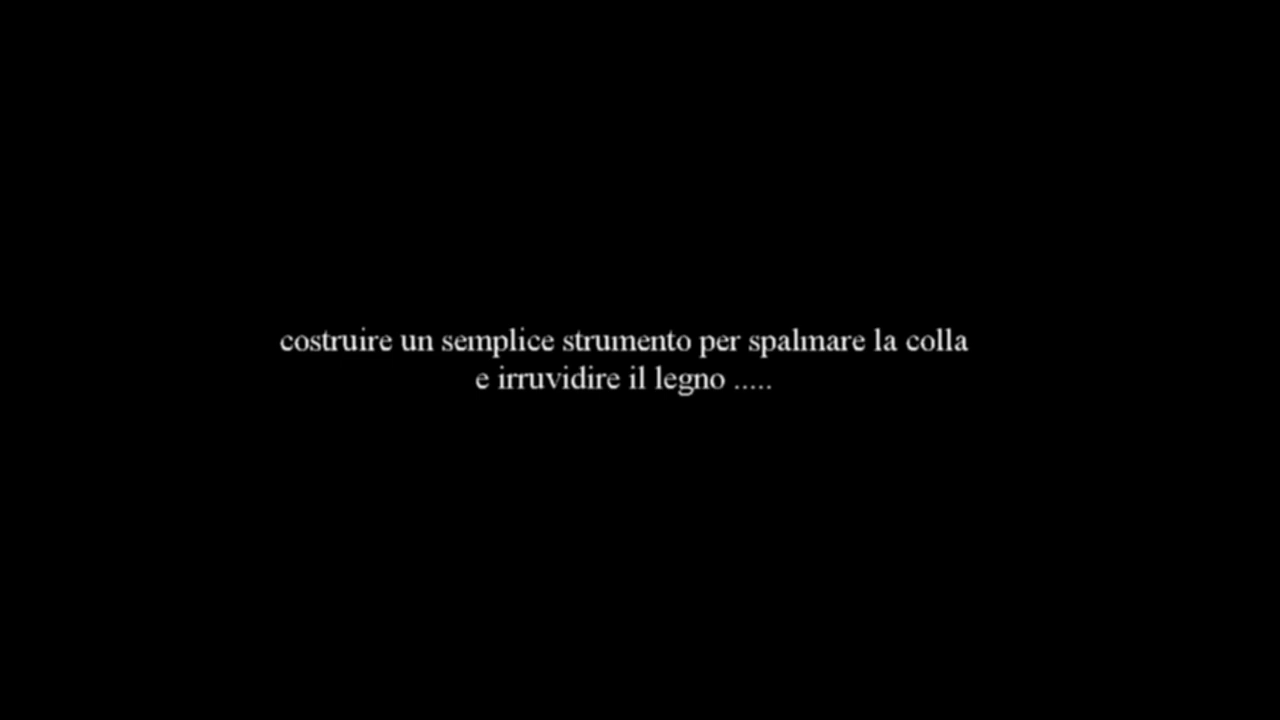 costruire un semplice strumento per spalmare la colla
e irruvidire il legno .....